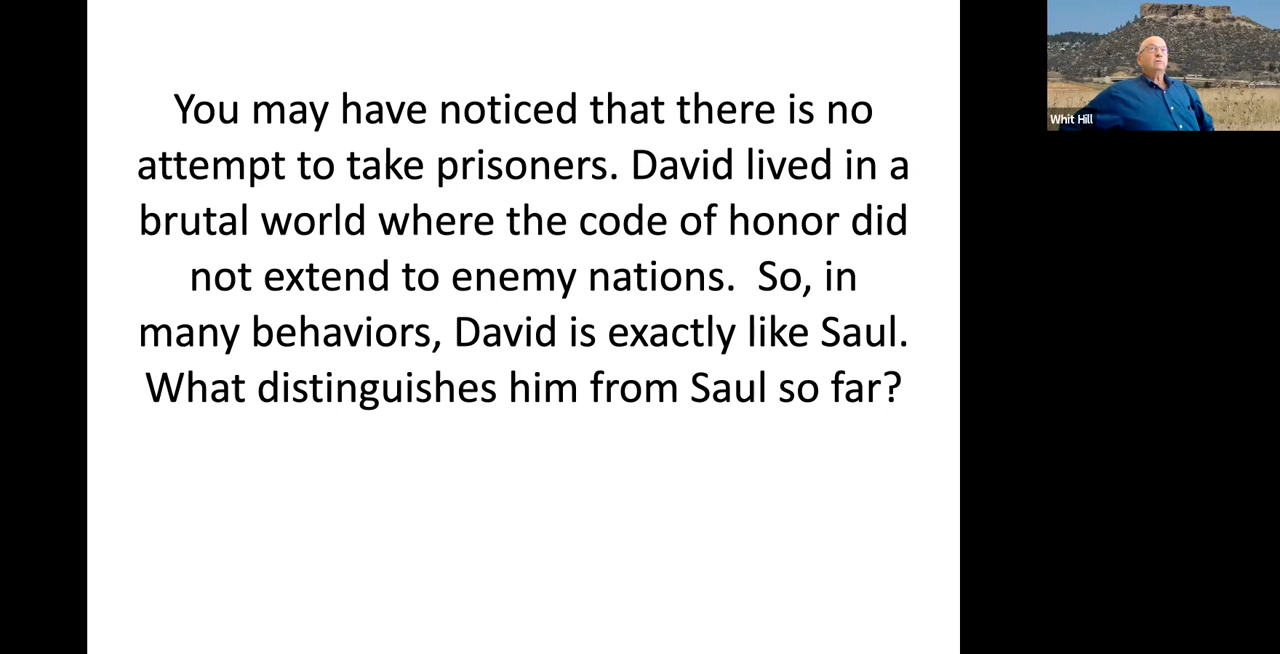 You may have noticed that there is no
attempt to take prisoners. David lived in a
brutal world where the code of honor did
not extend to enemy nations.  So, in
many behaviors, David is exactly like Saul.
What distinguishes him from Saul so far?
Whit Hill